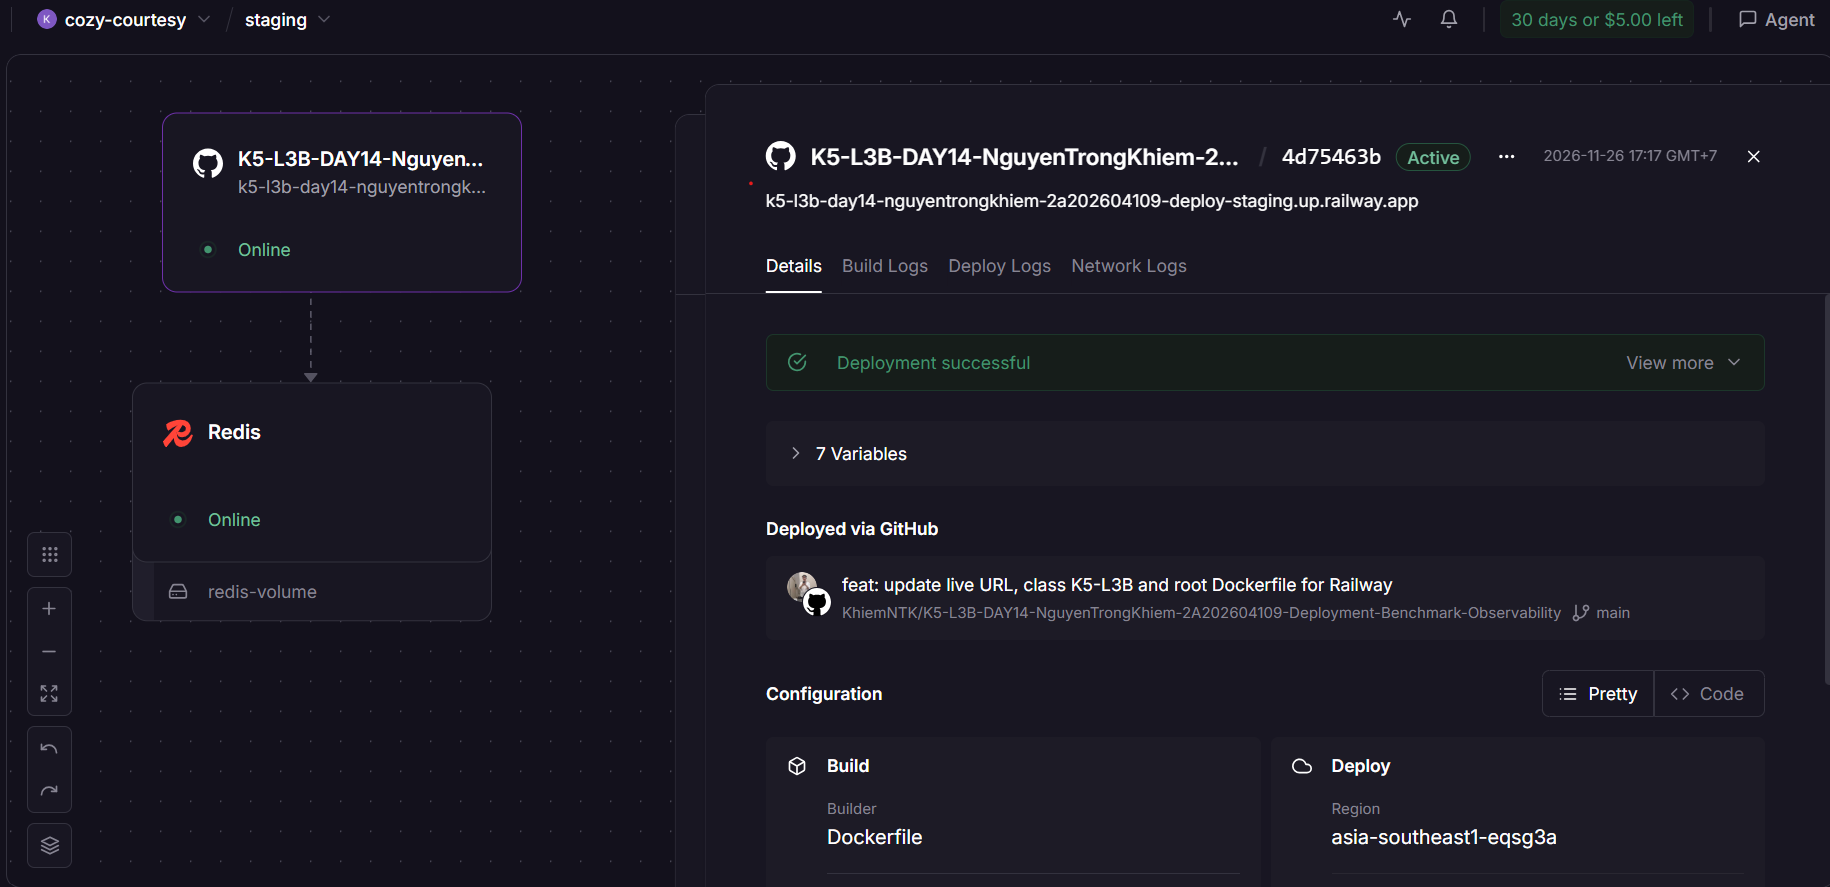 K cozy-courtesy / staging
30 days or $5.00 left
Agent
K5-L3B-DAY14-Nguyen...
k5-l3b-day14-nguyentrongk...
Online
Redis
Online
redis-volume
K5-L3B-DAY14-NguyenTrongKhiem-2... / 4d75463b Active ... 2026-11-26 17:17 GMT+7
k5-l3b-day14-nguyentrongkhiem-2a202604109-deploy-staging.up.railway.app
Details Build Logs Deploy Logs Network Logs
Deployment successful View more
7 Variables
Deployed via GitHub
feat: update live URL, class K5-L3B and root Dockerfile for Railway
KhiemNTK/K5-L3B-DAY14-NguyenTrongKhiem-2A202604109-Deployment-Benchmark-Observability main
Configuration
Pretty <> Code
Build
Builder
Dockerfile
Deploy
Region
asia-southeast1-eqsg3a